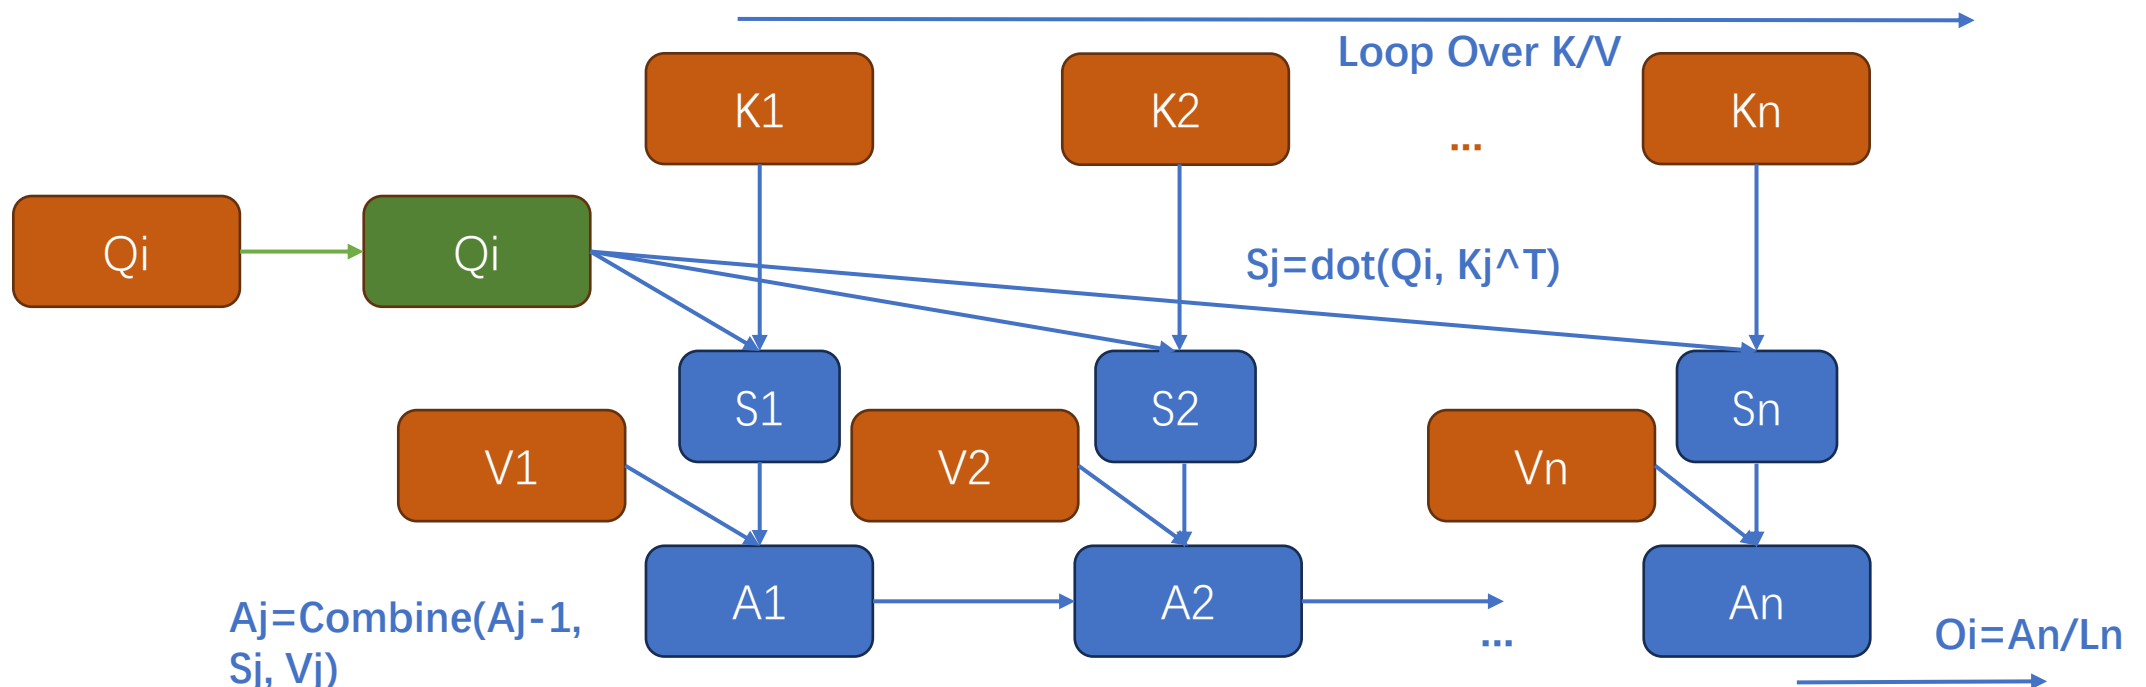 Loop Over K/V
K1
K2
...
Kn
Qi
Qi
Sj=dot(Qi, Kj^T)
S1
S2
Sn
V1
V2
Vn
A1
A2
...
An
Aj=Combine(Aj-1,
Sj, Vj)
Oi=An/Ln